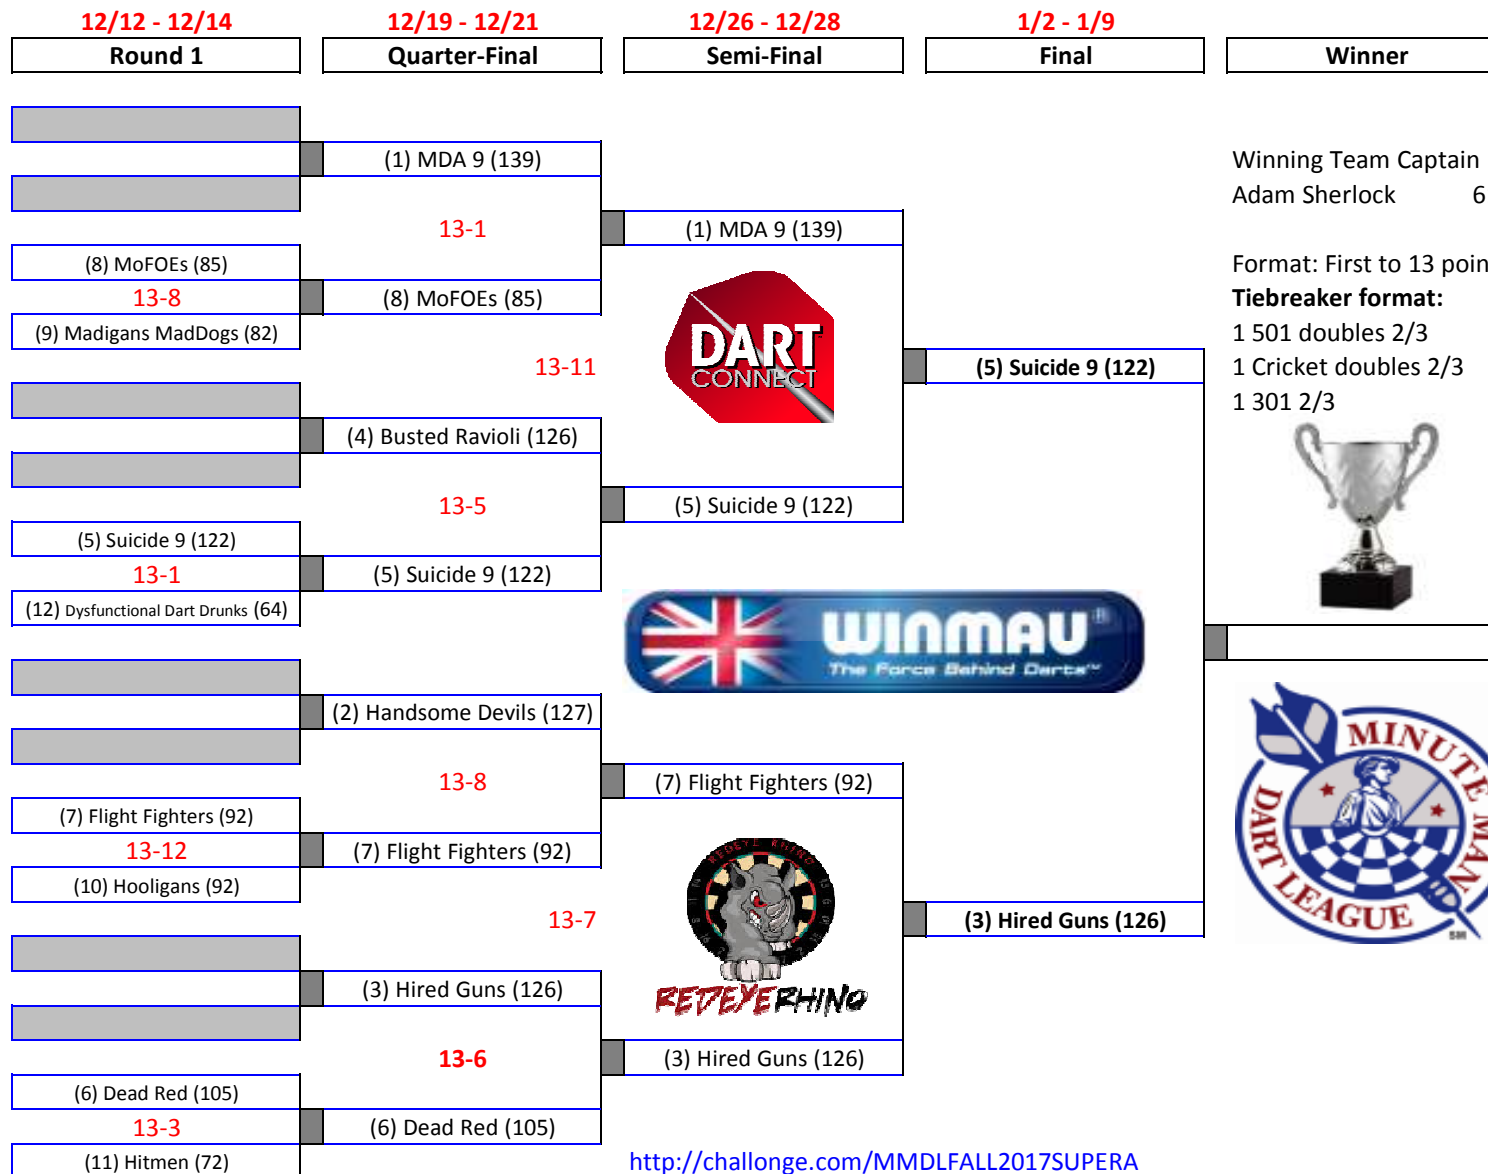 12/12 - 12/14 12/19 - 12/21 12/26 - 12/28 1/2 - 1/9
Round 1 Quarter-Final Semi-Final Final Winner
(1) MDA 9 (139)
Winning Team Captain
Adam Sherlock 6
13-1
(1) MDA 9 (139)
(8) MoFOEs (85)
Format: First to 13 poin
13-8
(8) MoFOEs (85)
Tiebreaker format:
(9) Madigans MadDogs (82)
1 501 doubles 2/3
DART
CONNECT
13-11
(5) Suicide 9 (122)
1 Cricket doubles 2/3
1 301 2/3
(4) Busted Ravioli (126)
13-5
(5) Suicide 9 (122)
(5) Suicide 9 (122)
13-1
(5) Suicide 9 (122)
(12) Dysfunctional Dart Drunks (64)
WINMAU®
The Force Behind Darts™
(2) Handsome Devils (127)
MINUTE MAN
DART LEAGUE
SM
13-8
(7) Flight Fighters (92)
(7) Flight Fighters (92)
13-12
(7) Flight Fighters (92)
(10) Hooligans (92)
REDEYE RHINO
13-7
(3) Hired Guns (126)
(3) Hired Guns (126)
REDEYERHINO
13-6
(3) Hired Guns (126)
(6) Dead Red (105)
13-3
(6) Dead Red (105)
(11) Hitmen (72)
http://challonge.com/MMDLFALL2017SUPERA